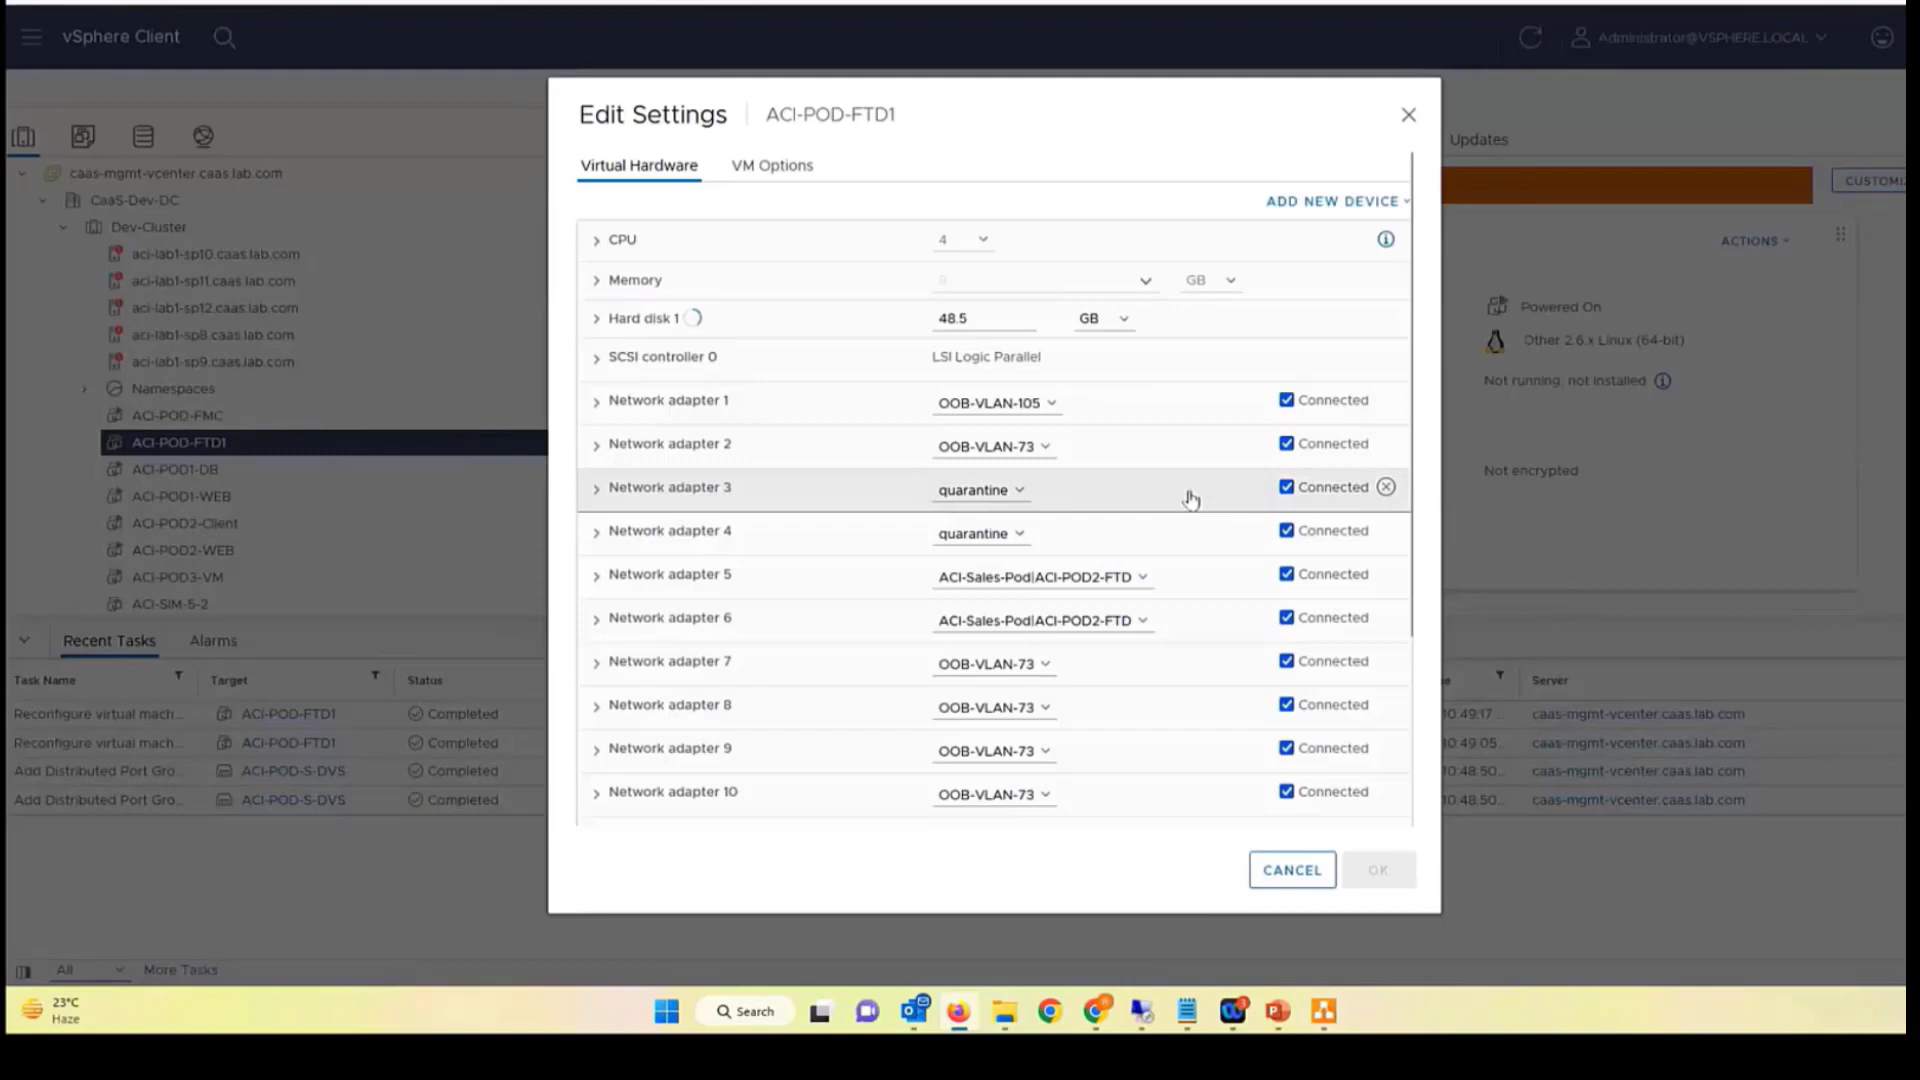 vSphere Client
Administrator@VSPHERE.LOCAL
Edit Settings ACI-POD-FTD1
Updates
Virtual Hardware VM Options
caas-mgmt-vcenter.caas.lab.com
CUSTOMIZ
ADD NEW DEVICE
CaaS-Dev-DC
Dev-Cluster
CPU 4
ACTIONS
aci-lab1-sp10.caas.lab.com
aci-lab1-sp11.caas.lab.com
Memory GB
aci-lab1-sp12.caas.lab.com
Powered On
Hard disk 1 48.5 GB
aci-lab1-sp8.caas.lab.com
Other 2.6.x Linux (64-bit)
SCSI controller 0 LSI Logic Parallel
aci-lab1-sp9.caas.lab.com
Not running, not installed
Namespaces
Network adapter 1 OOB-VLAN-105 Connected
ACI-POD-FMC
ACI-POD-FTD1
Network adapter 2 OOB-VLAN-73 Connected
ACI-POD1-DB
Not encrypted
Network adapter 3 quarantine Connected
ACI-POD1-WEB
ACI-POD2-Client
Network adapter 4 quarantine Connected
ACI-POD2-WEB
ACI-POD3-VM
Network adapter 5 ACI-Sales-Pod|ACI-POD2-FTD Connected
ACI-SIM-5-2
Network adapter 6 ACI-Sales-Pod|ACI-POD2-FTD Connected
Recent Tasks Alarms
Network adapter 7 OOB-VLAN-73 Connected
Task Name Target Status
e Server
Network adapter 8 OOB-VLAN-73 Connected
Reconfigure virtual mach... ACI-POD-FTD1 Completed
10:49:17... caas-mgmt-vcenter.caas.lab.com
Reconfigure virtual mach... ACI-POD-FTD1 Completed
10:49:05... caas-mgmt-vcenter.caas.lab.com
Network adapter 9 OOB-VLAN-73 Connected
Add Distributed Port Gro... ACI-POD-S-DVS Completed
10:48:50... caas-mgmt-vcenter.caas.lab.com
Network adapter 10 OOB-VLAN-73 Connected
Add Distributed Port Gro... ACI-POD-S-DVS Completed
10:48:50... caas-mgmt-vcenter.caas.lab.com
CANCEL OK
All More Tasks
23°C
Haze
Search